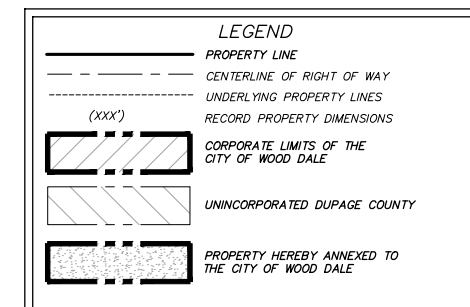 LEGEND
PROPERTY LINE
CENTERLINE OF RIGHT OF WAY
UNDERLYING PROPERTY LINES
(XXX') RECORD PROPERTY DIMENSIONS
CORPORATE LIMITS OF THE
CITY OF WOOD DALE
UNINCORPORATED DUPAGE COUNTY
PROPERTY HEREBY ANNEXED TO
THE CITY OF WOOD DALE